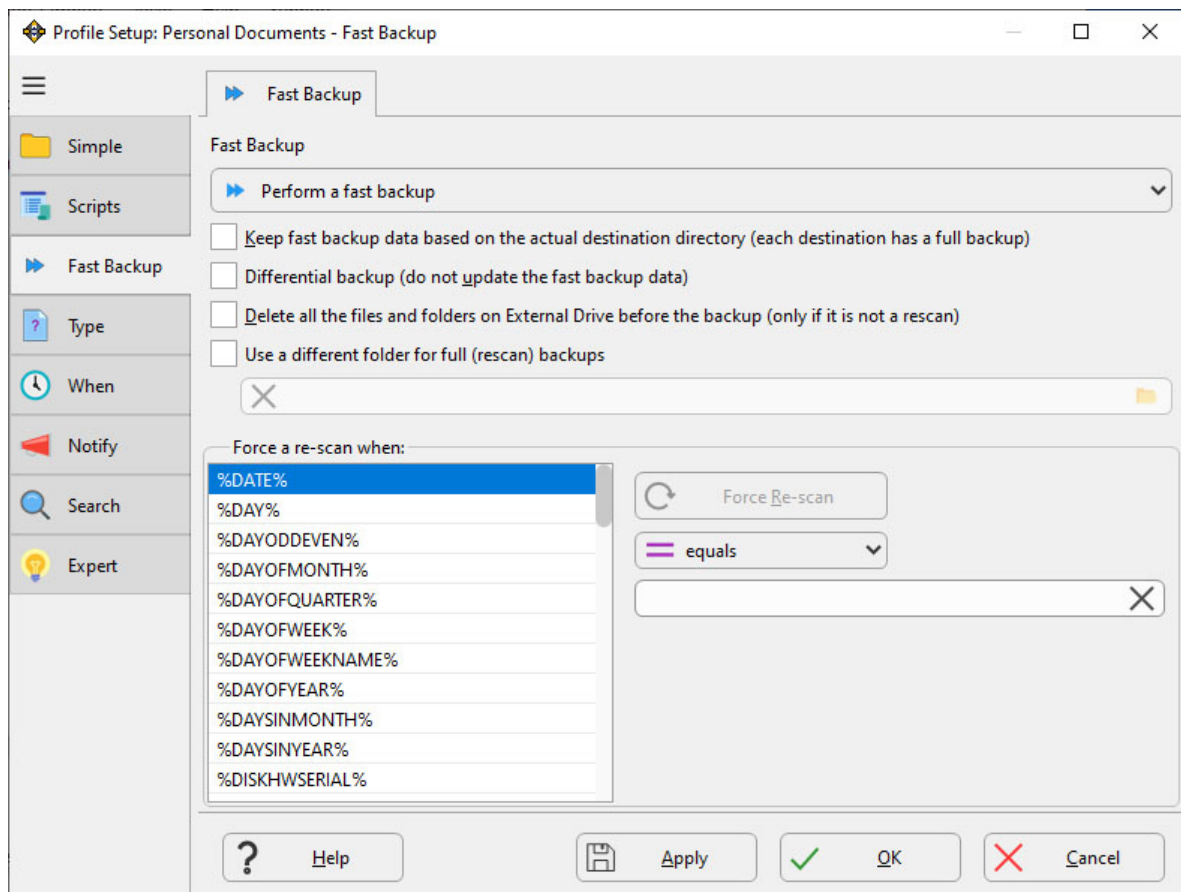 Profile Setup: Personal Documents - Fast Backup
Fast Backup
Simple
Scripts
Fast Backup
Type
When
Notify
Search
Expert
Fast Backup
Perform a fast backup
Keep fast backup data based on the actual destination directory (each destination has a full backup)
Differential backup (do not update the fast backup data)
Delete all the files and folders on External Drive before the backup (only if it is not a rescan)
Use a different folder for full (rescan) backups
Force a re-scan when:
%DATE%
%DAY%
%DAYODDEVEN%
%DAYOFMONTH%
%DAYOFQUARTER%
%DAYOFWEEK%
%DAYOFWEEKNAME%
%DAYOFYEAR%
%DAYSINMONTH%
%DAYSINYEAR%
%DISKHWSERIAL%
Force Re-scan
equals
? Help
Apply
OK
Cancel